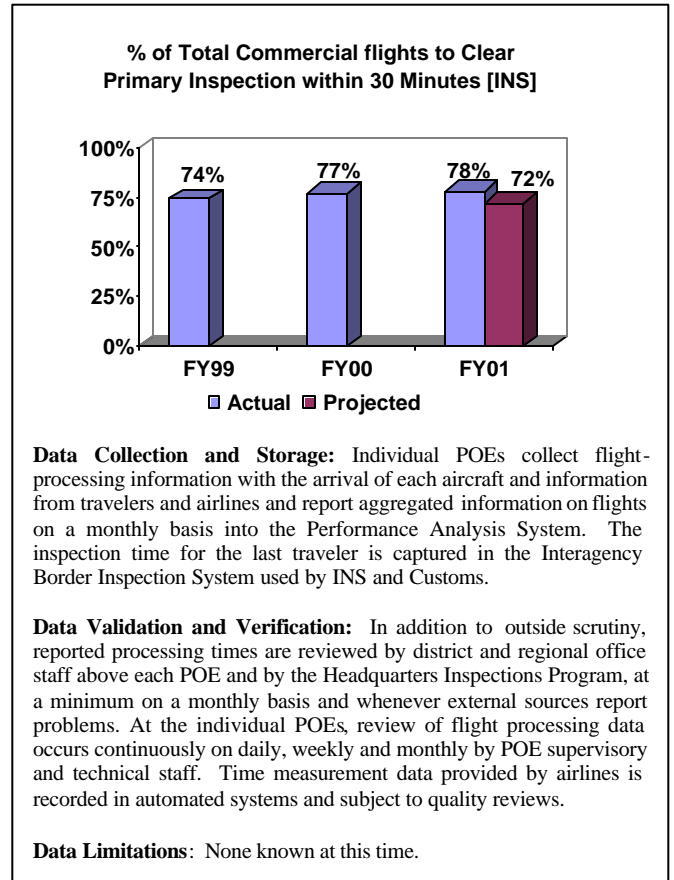 % of Total Commercial flights to Clear
Primary Inspection within 30 Minutes [INS]
100%
75%
50%
25%
0%
74%
77%
78%
72%
FY99
FY00
FY01
Actual
Projected
Data Collection and Storage: Individual POEs collect flight-
processing information with the arrival of each aircraft and information
from travelers and airlines and report aggregated information on flights
on a monthly basis into the Performance Analysis System. The
inspection time for the last traveler is captured in the Interagency
Border Inspection System used by INS and Customs.
Data Validation and Verification: In addition to outside scrutiny,
reported processing times are reviewed by district and regional office
staff above each POE and by the Headquarters Inspections Program, at
a minimum on a monthly basis and whenever external sources report
problems. At the individual POEs, review of flight processing data
occurs continuously on daily, weekly and monthly by POE supervisory
and technical staff. Time measurement data provided by airlines is
recorded in automated systems and subject to quality reviews.
Data Limitations: None known at this time.